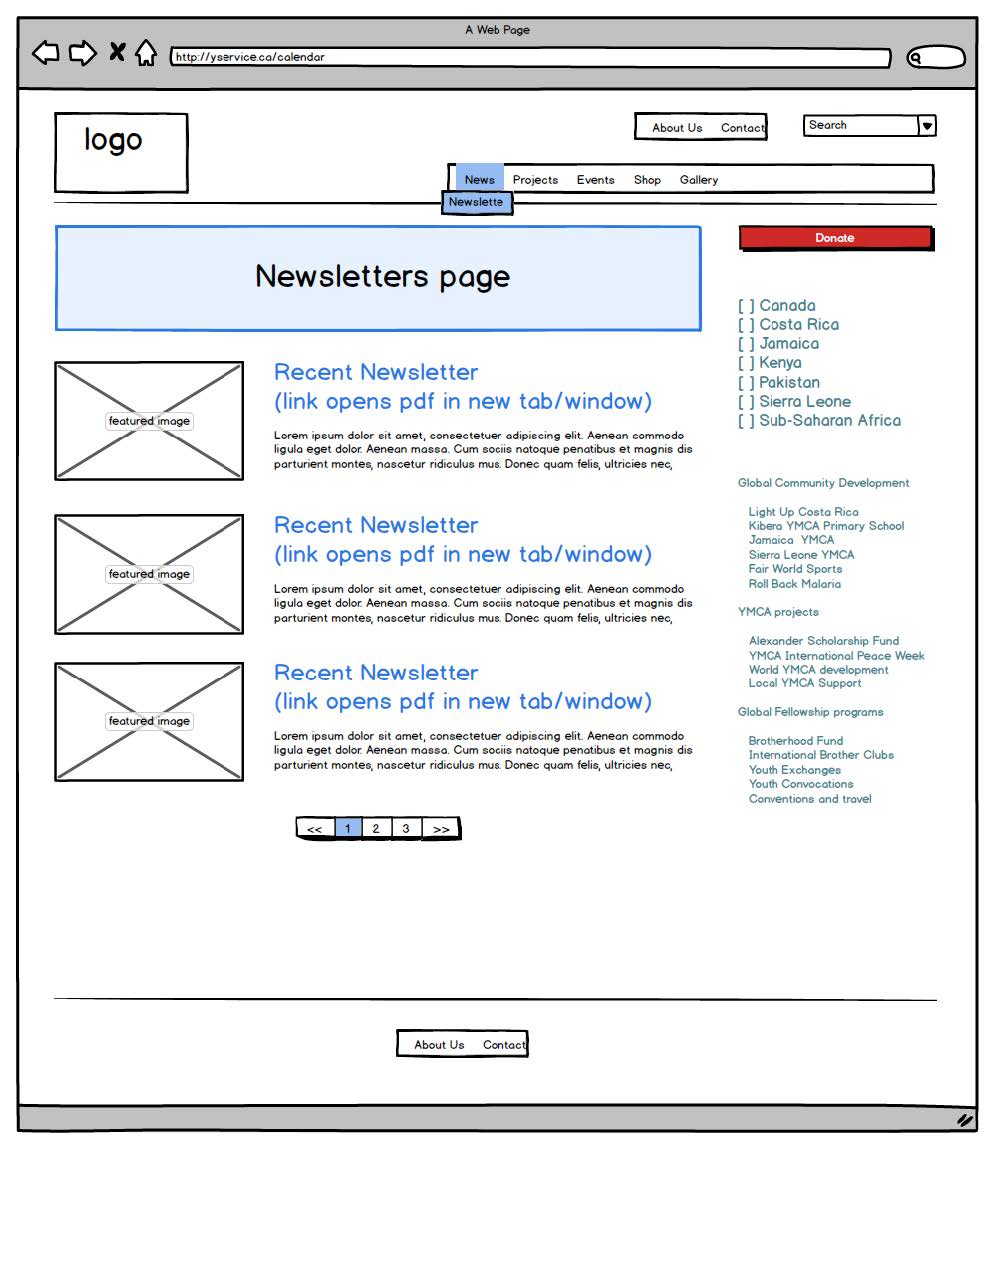 A Web Page
http://yservice.ca/calendar
logo
About Us Contact
Search
News Projects Events Shop Gallery
Newslette
Newsletters page
Donate
[ ] Canada
[ ] Costa Rica
[ ] Jamaica
[ ] Kenya
[ ] Pakistan
[ ] Sierra Leone
[ ] Sub-Saharan Africa
featured image
Recent Newsletter
(link opens pdf in new tab/window)
Lorem ipsum dolor sit amet, consectetuer adipiscing elit. Aenean commodo
ligula eget dolor. Aenean massa. Cum sociis natoque penatibus et magnis dis
parturient montes, nascetur ridiculus mus. Donec quam felis, ultricies nec,
featured image
Recent Newsletter
(link opens pdf in new tab/window)
Lorem ipsum dolor sit amet, consectetuer adipiscing elit. Aenean commodo
ligula eget dolor. Aenean massa. Cum sociis natoque penatibus et magnis dis
parturient montes, nascetur ridiculus mus. Donec quam felis, ultricies nec,
featured image
Recent Newsletter
(link opens pdf in new tab/window)
Lorem ipsum dolor sit amet, consectetuer adipiscing elit. Aenean commodo
ligula eget dolor. Aenean massa. Cum sociis natoque penatibus et magnis dis
parturient montes, nascetur ridiculus mus. Donec quam felis, ultricies nec,
<< 1 2 3 >>
Global Community Development
Light Up Costa Rica
Kibera YMCA Primary School
Jamaica YMCA
Sierra Leone YMCA
Fair World Sports
Roll Back Malaria
YMCA projects
Alexander Scholarship Fund
YMCA International Peace Week
World YMCA development
Local YMCA Support
Global Fellowship programs
Brotherhood Fund
International Brother Clubs
Youth Exchanges
Youth Convocations
Conventions and travel
About Us Contact